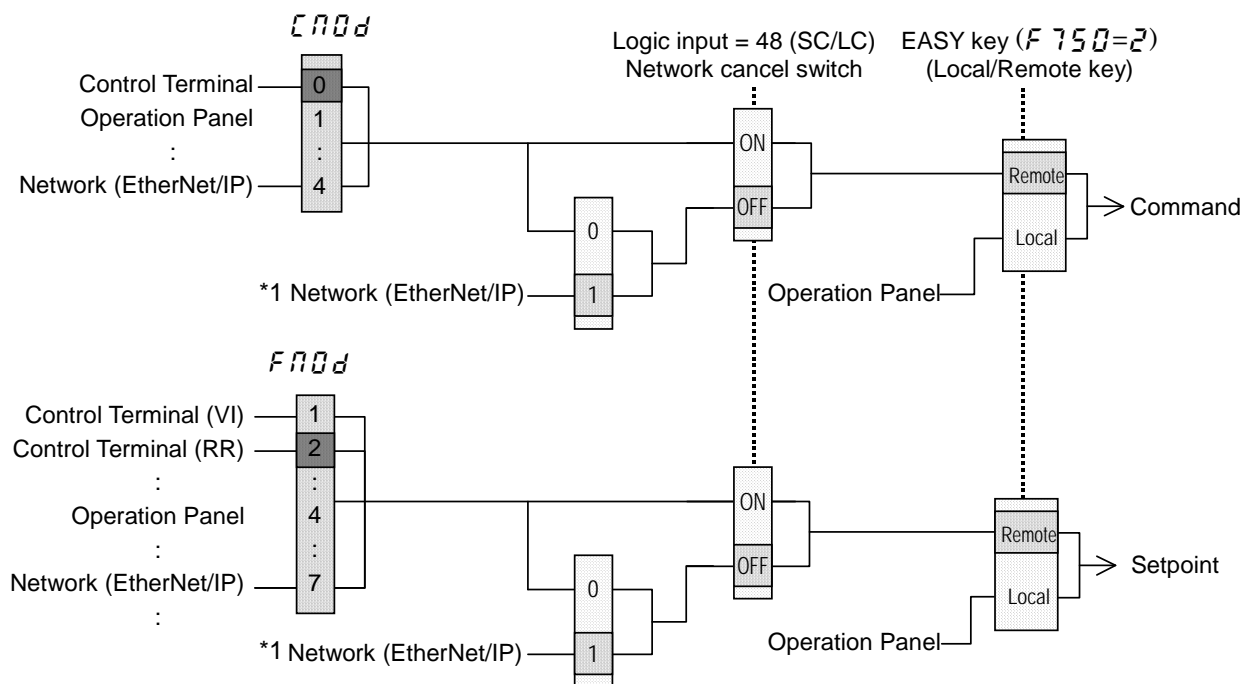 CMOd
Logic input = 48 (SC/LC)
Network cancel switch
EASY key (F750=2)
(Local/Remote key)
Control Terminal
0
Operation Panel
1
:
:
Network (EtherNet/IP)
4
ON
OFF
Remote
Local
Command
0
*1 Network (EtherNet/IP)
1
Operation Panel
FMOd
Control Terminal (VI)
1
Control Terminal (RR)
2
:
:
Operation Panel
4
:
:
Network (EtherNet/IP)
7
:
ON
OFF
Remote
Local
Setpoint
0
*1 Network (EtherNet/IP)
1
Operation Panel